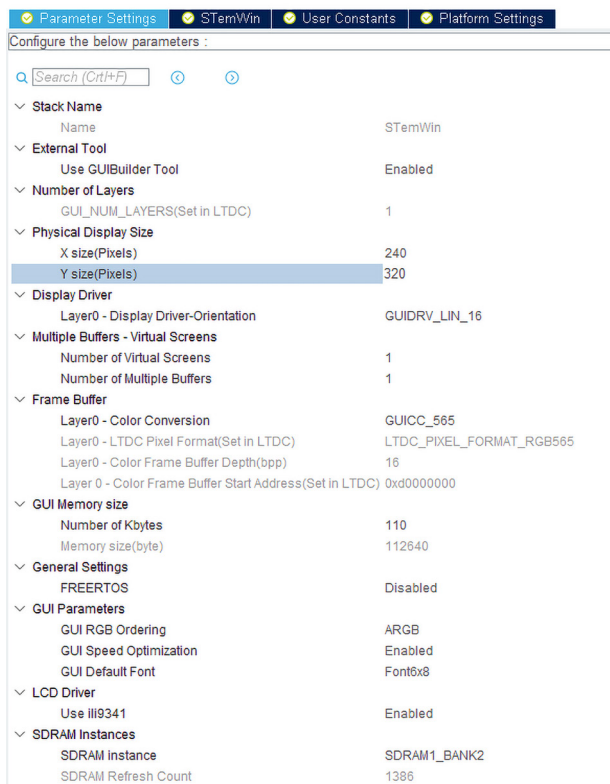 Parameter Settings STemWin User Constants Platform Settings
Configure the below parameters :
Search (Crtl+F)
Stack Name
Name STemWin
External Tool
Use GUIBuilder Tool Enabled
Number of Layers
GUI_NUM_LAYERS(Set in LTDC) 1
Physical Display Size
X size(Pixels) 240
Y size(Pixels) 320
Display Driver
Layer0 - Display Driver-Orientation GUIDRV_LIN_16
Multiple Buffers - Virtual Screens
Number of Virtual Screens 1
Number of Multiple Buffers 1
Frame Buffer
Layer0 - Color Conversion GUICC_565
Layer0 - LTDC Pixel Format(Set in LTDC) LTDC_PIXEL_FORMAT_RGB565
Layer0 - Color Frame Buffer Depth(bpp) 16
Layer 0 - Color Frame Buffer Start Address(Set in LTDC) 0xd0000000
GUI Memory size
Number of Kbytes 110
Memory size(byte) 112640
General Settings
FREERTOS Disabled
GUI Parameters
GUI RGB Ordering ARGB
GUI Speed Optimization Enabled
GUI Default Font Font6x8
LCD Driver
Use ili9341 Enabled
SDRAM Instances
SDRAM instance SDRAM1_BANK2
SDRAM Refresh Count 1386